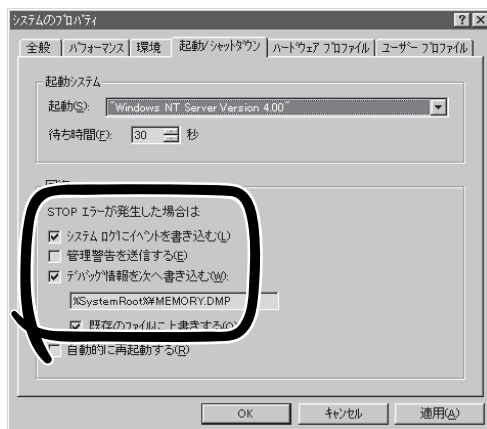 システムのプロパティ
全般 パフォーマンス 環境 起動/シャットダウン ハードウェア プロファイル ユーザー プロファイル
起動システム
起動(S): "Windows NT Server Version 4.00"
待ち時間(F): 30 秒
STOP エラーが発生した場合は
システム ログにイベントを書き込む(L)
管理警告を送信する(E)
デバッグ情報を次へ書き込む(W):
%SystemRoot%¥MEMORY.DMP
既存のファイルに上書きする(O)
自動的に再起動する(R)
OK キャンセル 適用(A)